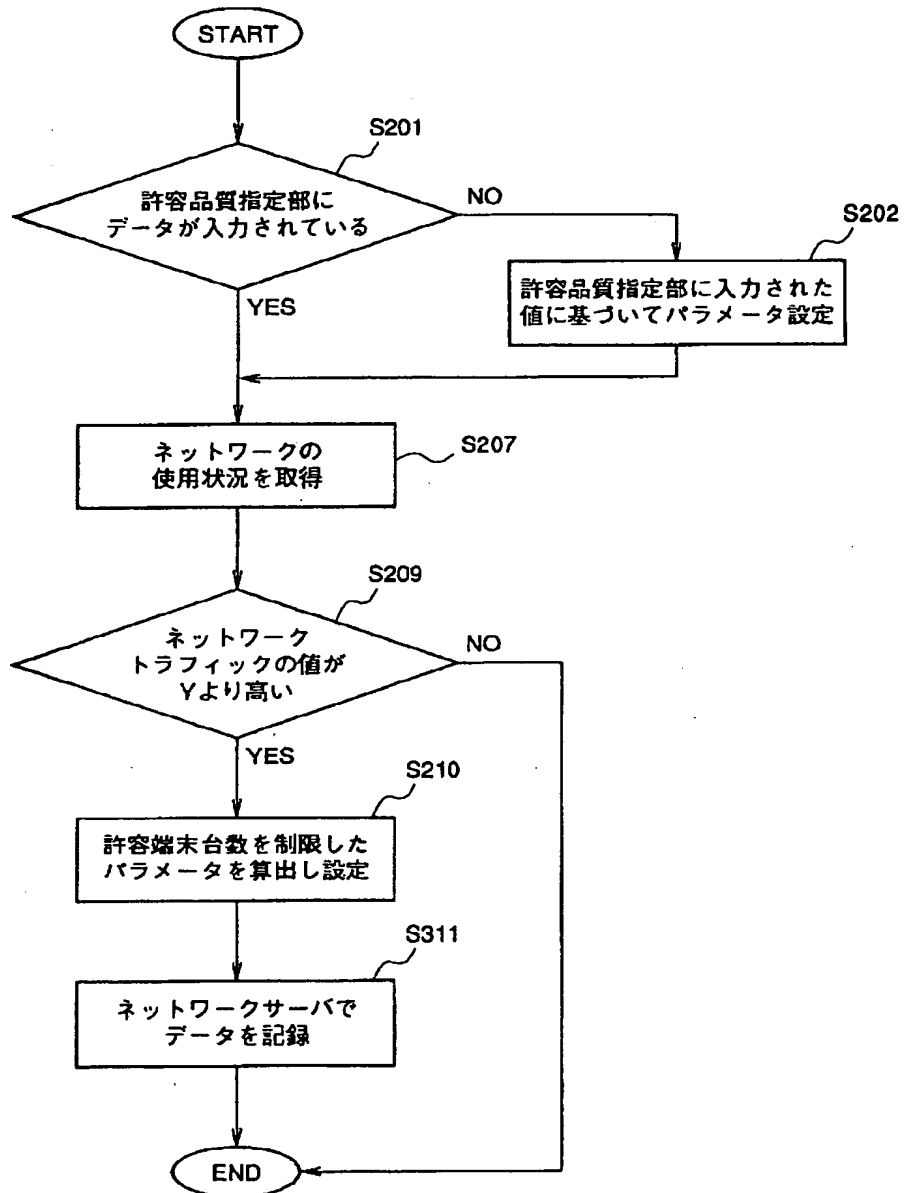 START
S201
許容品質指定部に
データが入力されている
NO
YES
S202
許容品質指定部に入力された
値に基づいてパラメータ設定
ネットワークの
使用状況を取得
S207
S209
ネットワーク
トラフィックの値が
Yより高い
NO
YES
S210
許容端末台数を制限した
パラメータを算出し設定
S311
ネットワークサーバで
データを記録
END